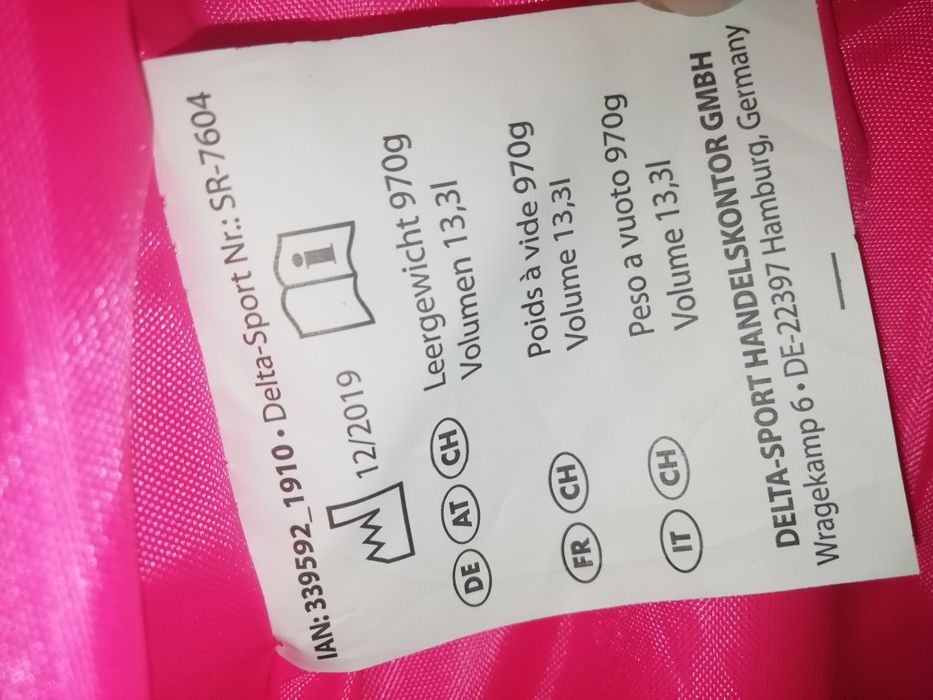 IAN: 339592_1910 • Delta-Sport Nr.: SR-7604
12/2019
i
DE AT CH Leergewicht 970g
Volumen 13,3l
FR CH Poids à vide 970g
Volume 13,3l
IT CH Peso a vuoto 970g
Volume 13,3l
DELTA-SPORT HANDELSKONTOR GMBH
Wragekamp 6 • DE-22397 Hamburg, Germany